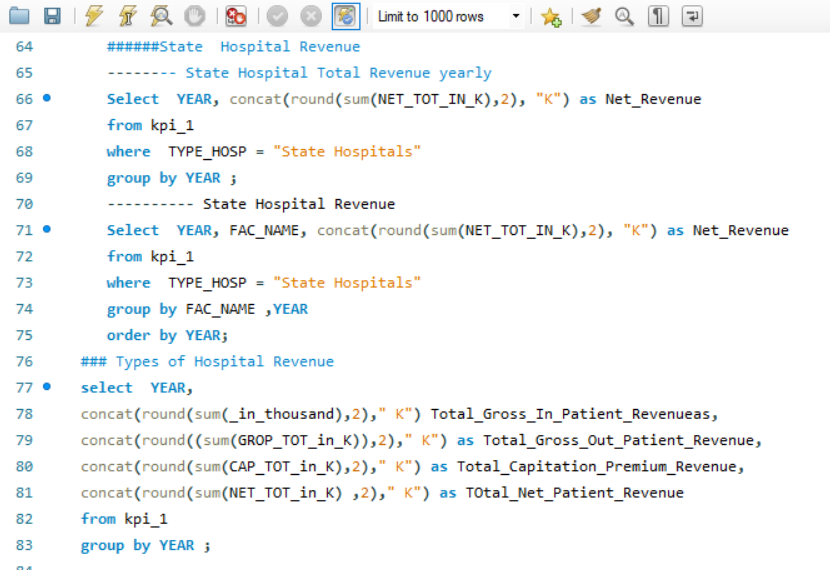 Limit to 1000 rows
64 ######State  Hospital Revenue
65 -------- State Hospital Total Revenue yearly
66 Select  YEAR, concat(round(sum(NET_TOT_IN_K),2), "K") as Net_Revenue
67 from kpi_1
68 where  TYPE_HOSP = "State Hospitals"
69 group by YEAR ;
70 ---------- State Hospital Revenue
71 Select  YEAR, FAC_NAME, concat(round(sum(NET_TOT_IN_K),2), "K") as Net_Revenue
72 from kpi_1
73 where  TYPE_HOSP = "State Hospitals"
74 group by FAC_NAME ,YEAR
75 order by YEAR;
76 ### Types of Hospital Revenue
77 select  YEAR,
78 concat(round(sum(_in_thousand),2)," K") Total_Gross_In_Patient_Revenueas,
79 concat(round((sum(GROP_TOT_in_K)),2)," K") as Total_Gross_Out_Patient_Revenue,
80 concat(round(sum(CAP_TOT_in_K),2)," K") as Total_Capitation_Premium_Revenue,
81 concat(round(sum(NET_TOT_in_K) ,2)," K") as TOtal_Net_Patient_Revenue
82 from kpi_1
83 group by YEAR ;